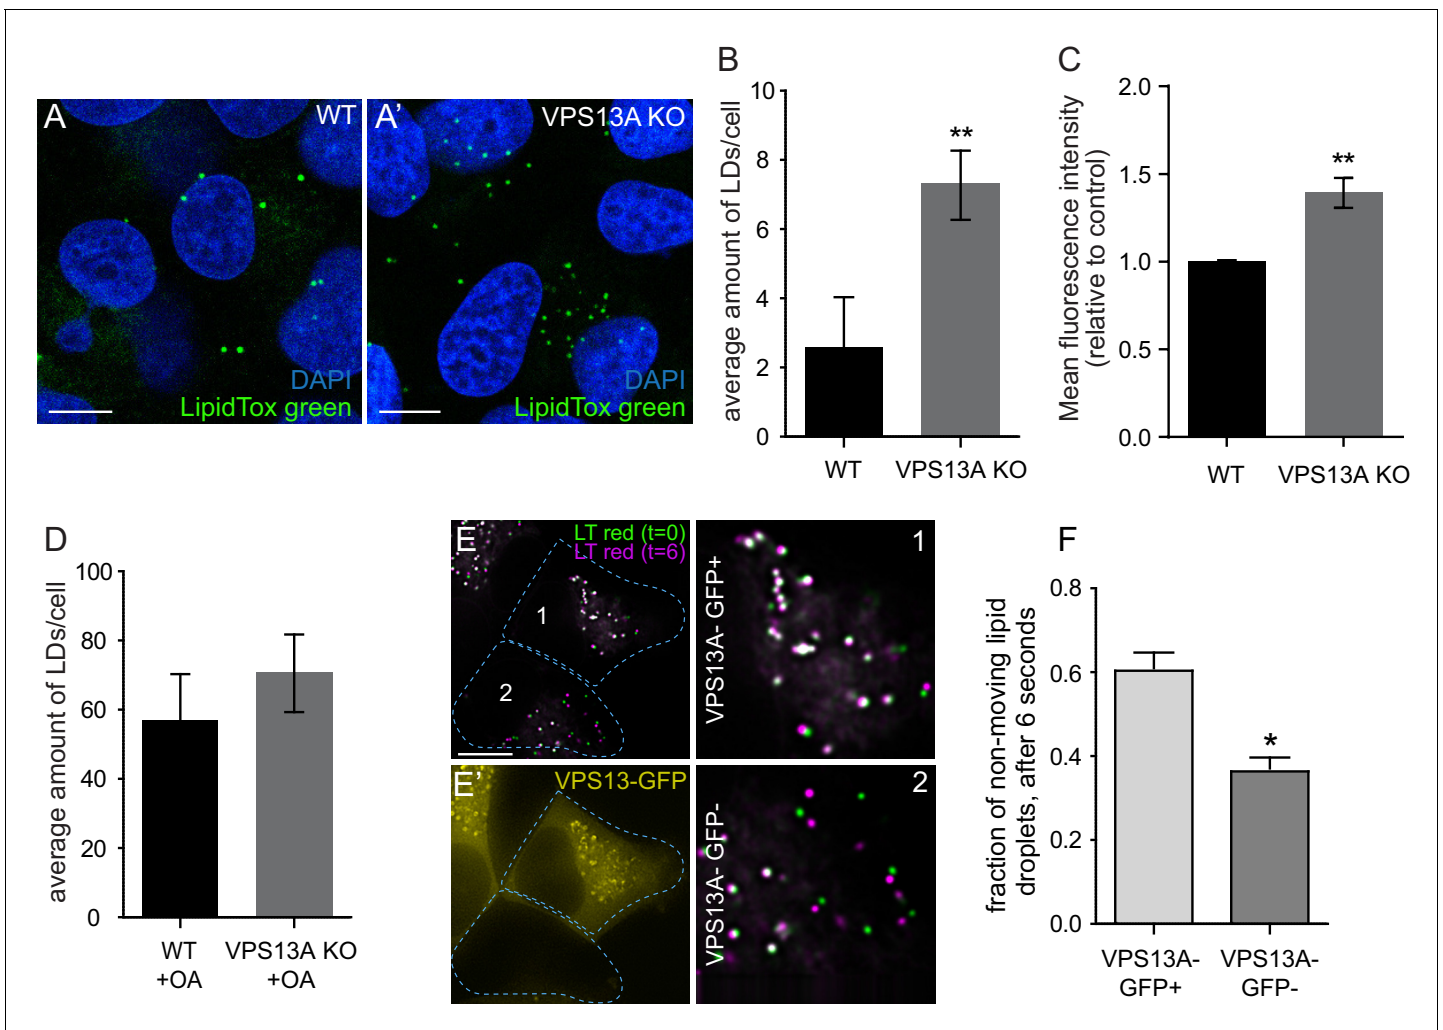 A
WT
DAPI
LipidTox green
A'
VPS13A KO
DAPI
LipidTox green
B
average amount of LDs/cell
10
8
6
4
2
0
**
WT
VPS13A KO
C
Mean fluorescence intensity
(relative to control)
2.0
1.5
1.0
0.5
0.0
**
WT
VPS13A KO
D
average amount of LDs/cell
100
80
60
40
20
0
WT
+OA
VPS13A KO
+OA
E
LT red (t=0)
LT red (t=6)
1
2
VPS13A- GFP+
1
E'
VPS13-GFP
VPS13A- GFP-
2
F
fraction of non-moving lipid
droplets, after 6 seconds
0.8
0.6
0.4
0.2
0.0
*
VPS13A-
GFP+
VPS13A-
GFP-